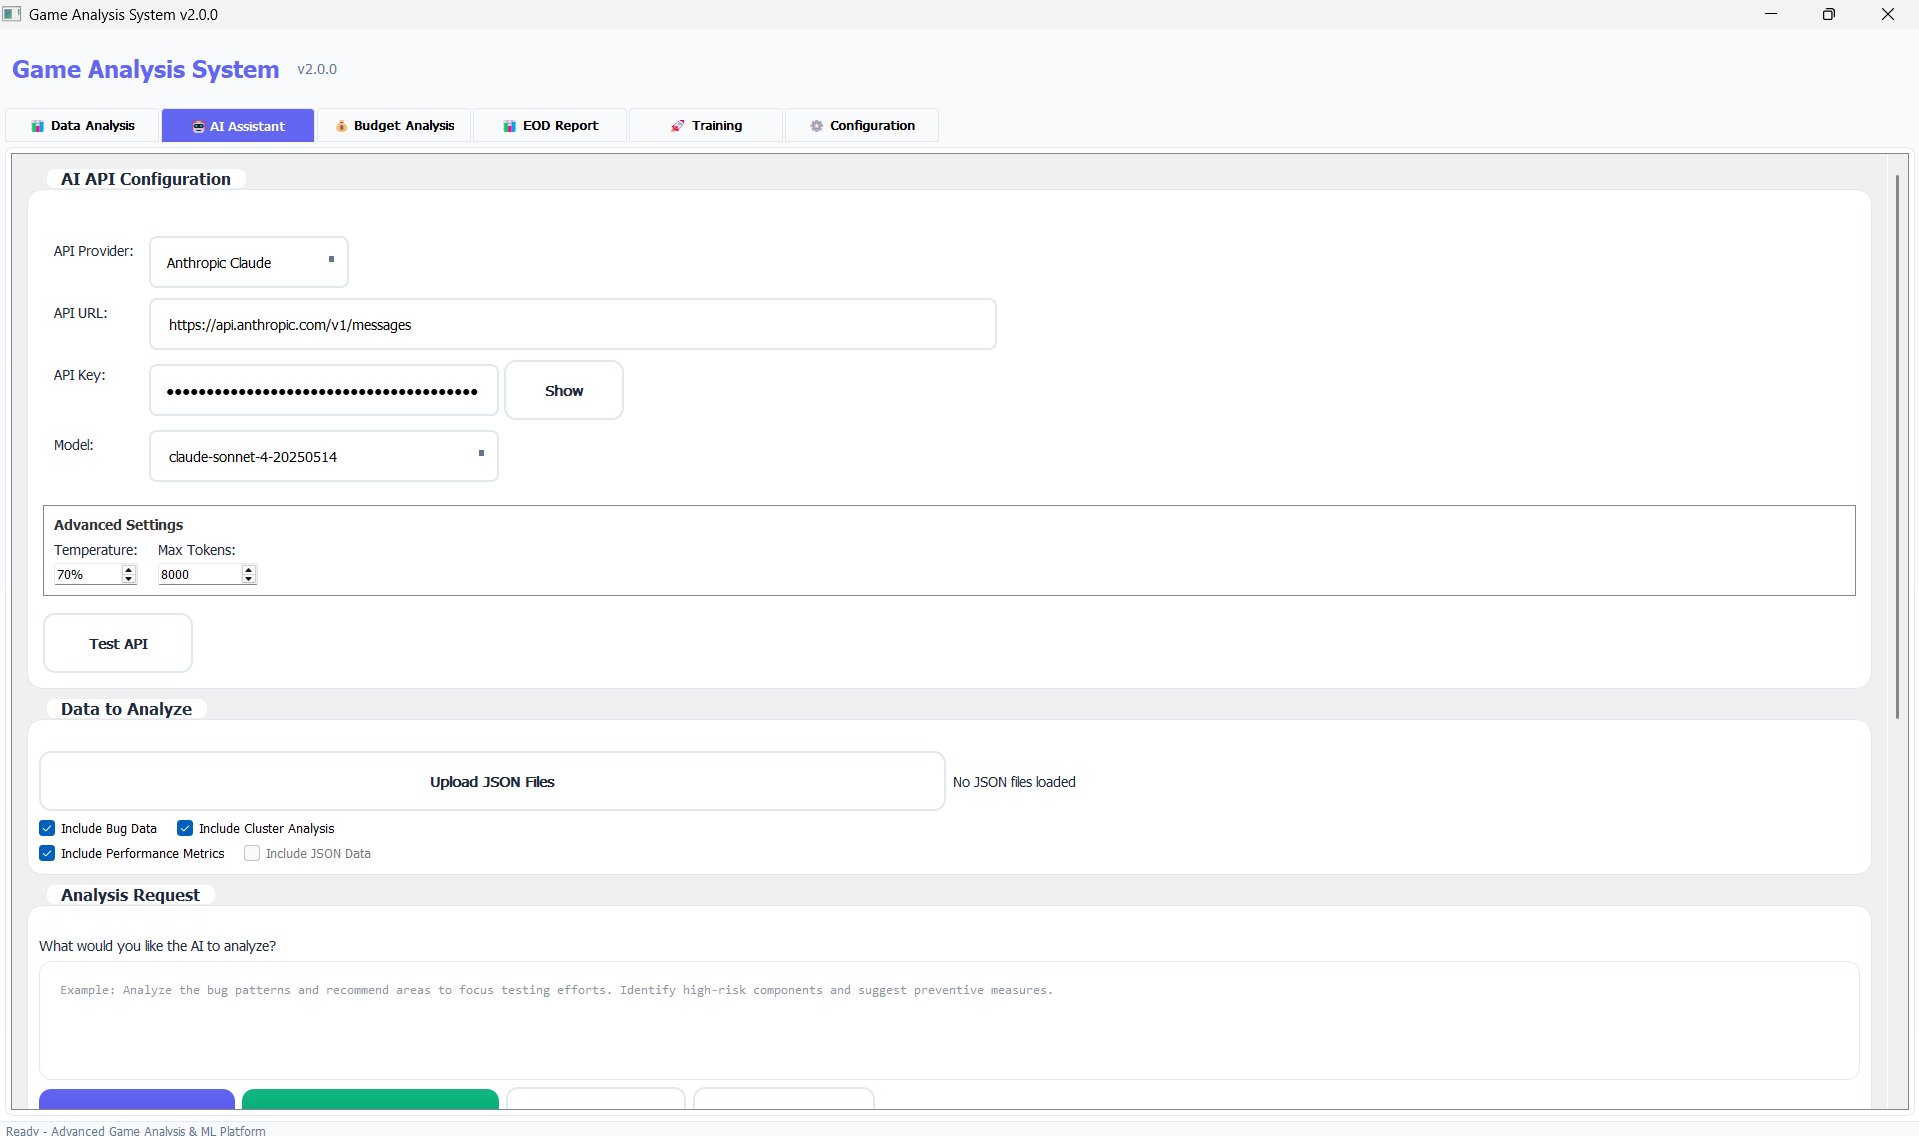 Game Analysis System v2.0.0
Game Analysis System v2.0.0
Data Analysis AI Assistant Budget Analysis EOD Report Training Configuration
AI API Configuration
API Provider: Anthropic Claude
API URL: https://api.anthropic.com/v1/messages
API Key: ●●●●●●●●●●●●●●●●●●●●●●●●●●●●●●●●●●●●●●● Show
Model: claude-sonnet-4-20250514
Advanced Settings
Temperature: Max Tokens:
70% 8000
Test API
Data to Analyze
Upload JSON Files No JSON files loaded
Include Bug Data Include Cluster Analysis
Include Performance Metrics Include JSON Data
Analysis Request
What would you like the AI to analyze?
Example: Analyze the bug patterns and recommend areas to focus testing efforts. Identify high-risk components and suggest preventive measures.
Ready - Advanced Game Analysis & ML Platform